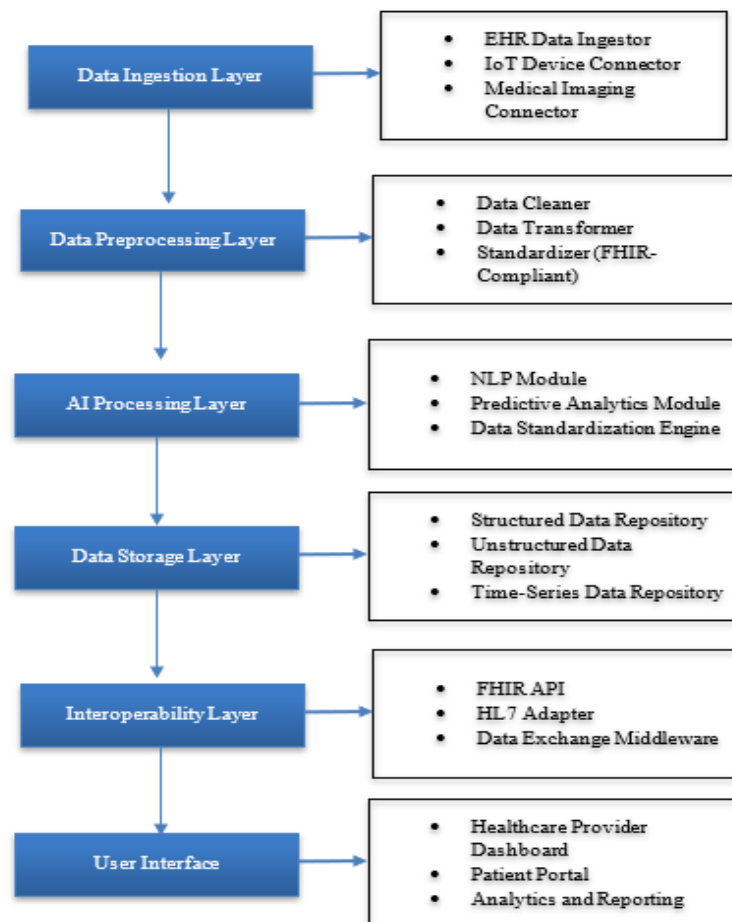 Data Ingestion Layer
• EHR Data Ingestor
• IoT Device Connector
• Medical Imaging
Connector
Data Preprocessing Layer
• Data Cleaner
• Data Transformer
• Standardizer (FHIR-
Compliant)
AI Processing Layer
• NLP Module
• Predictive Analytics Module
• Data Standardization Engine
Data Storage Layer
• Structured Data Repository
• Unstructured Data
Repository
• Time-Series Data Repository
Interoperability Layer
• FHIR API
• HL7 Adapter
• Data Exchange Middleware
User Interface
• Healthcare Provider
Dashboard
• Patient Portal
• Analytics and Reporting